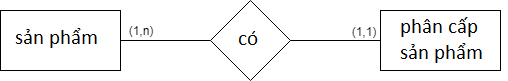 sản phẩm
(1,n)
có
(1,1)
phân cấp
sản phẩm